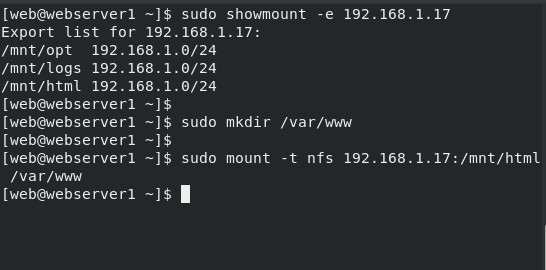 [web@webserver1 ~]$ sudo showmount -e 192.168.1.17
Export list for 192.168.1.17:
/mnt/opt  192.168.1.0/24
/mnt/logs 192.168.1.0/24
/mnt/html 192.168.1.0/24
[web@webserver1 ~]$
[web@webserver1 ~]$ sudo mkdir /var/www
[web@webserver1 ~]$
[web@webserver1 ~]$ sudo mount -t nfs 192.168.1.17:/mnt/html
 /var/www
[web@webserver1 ~]$